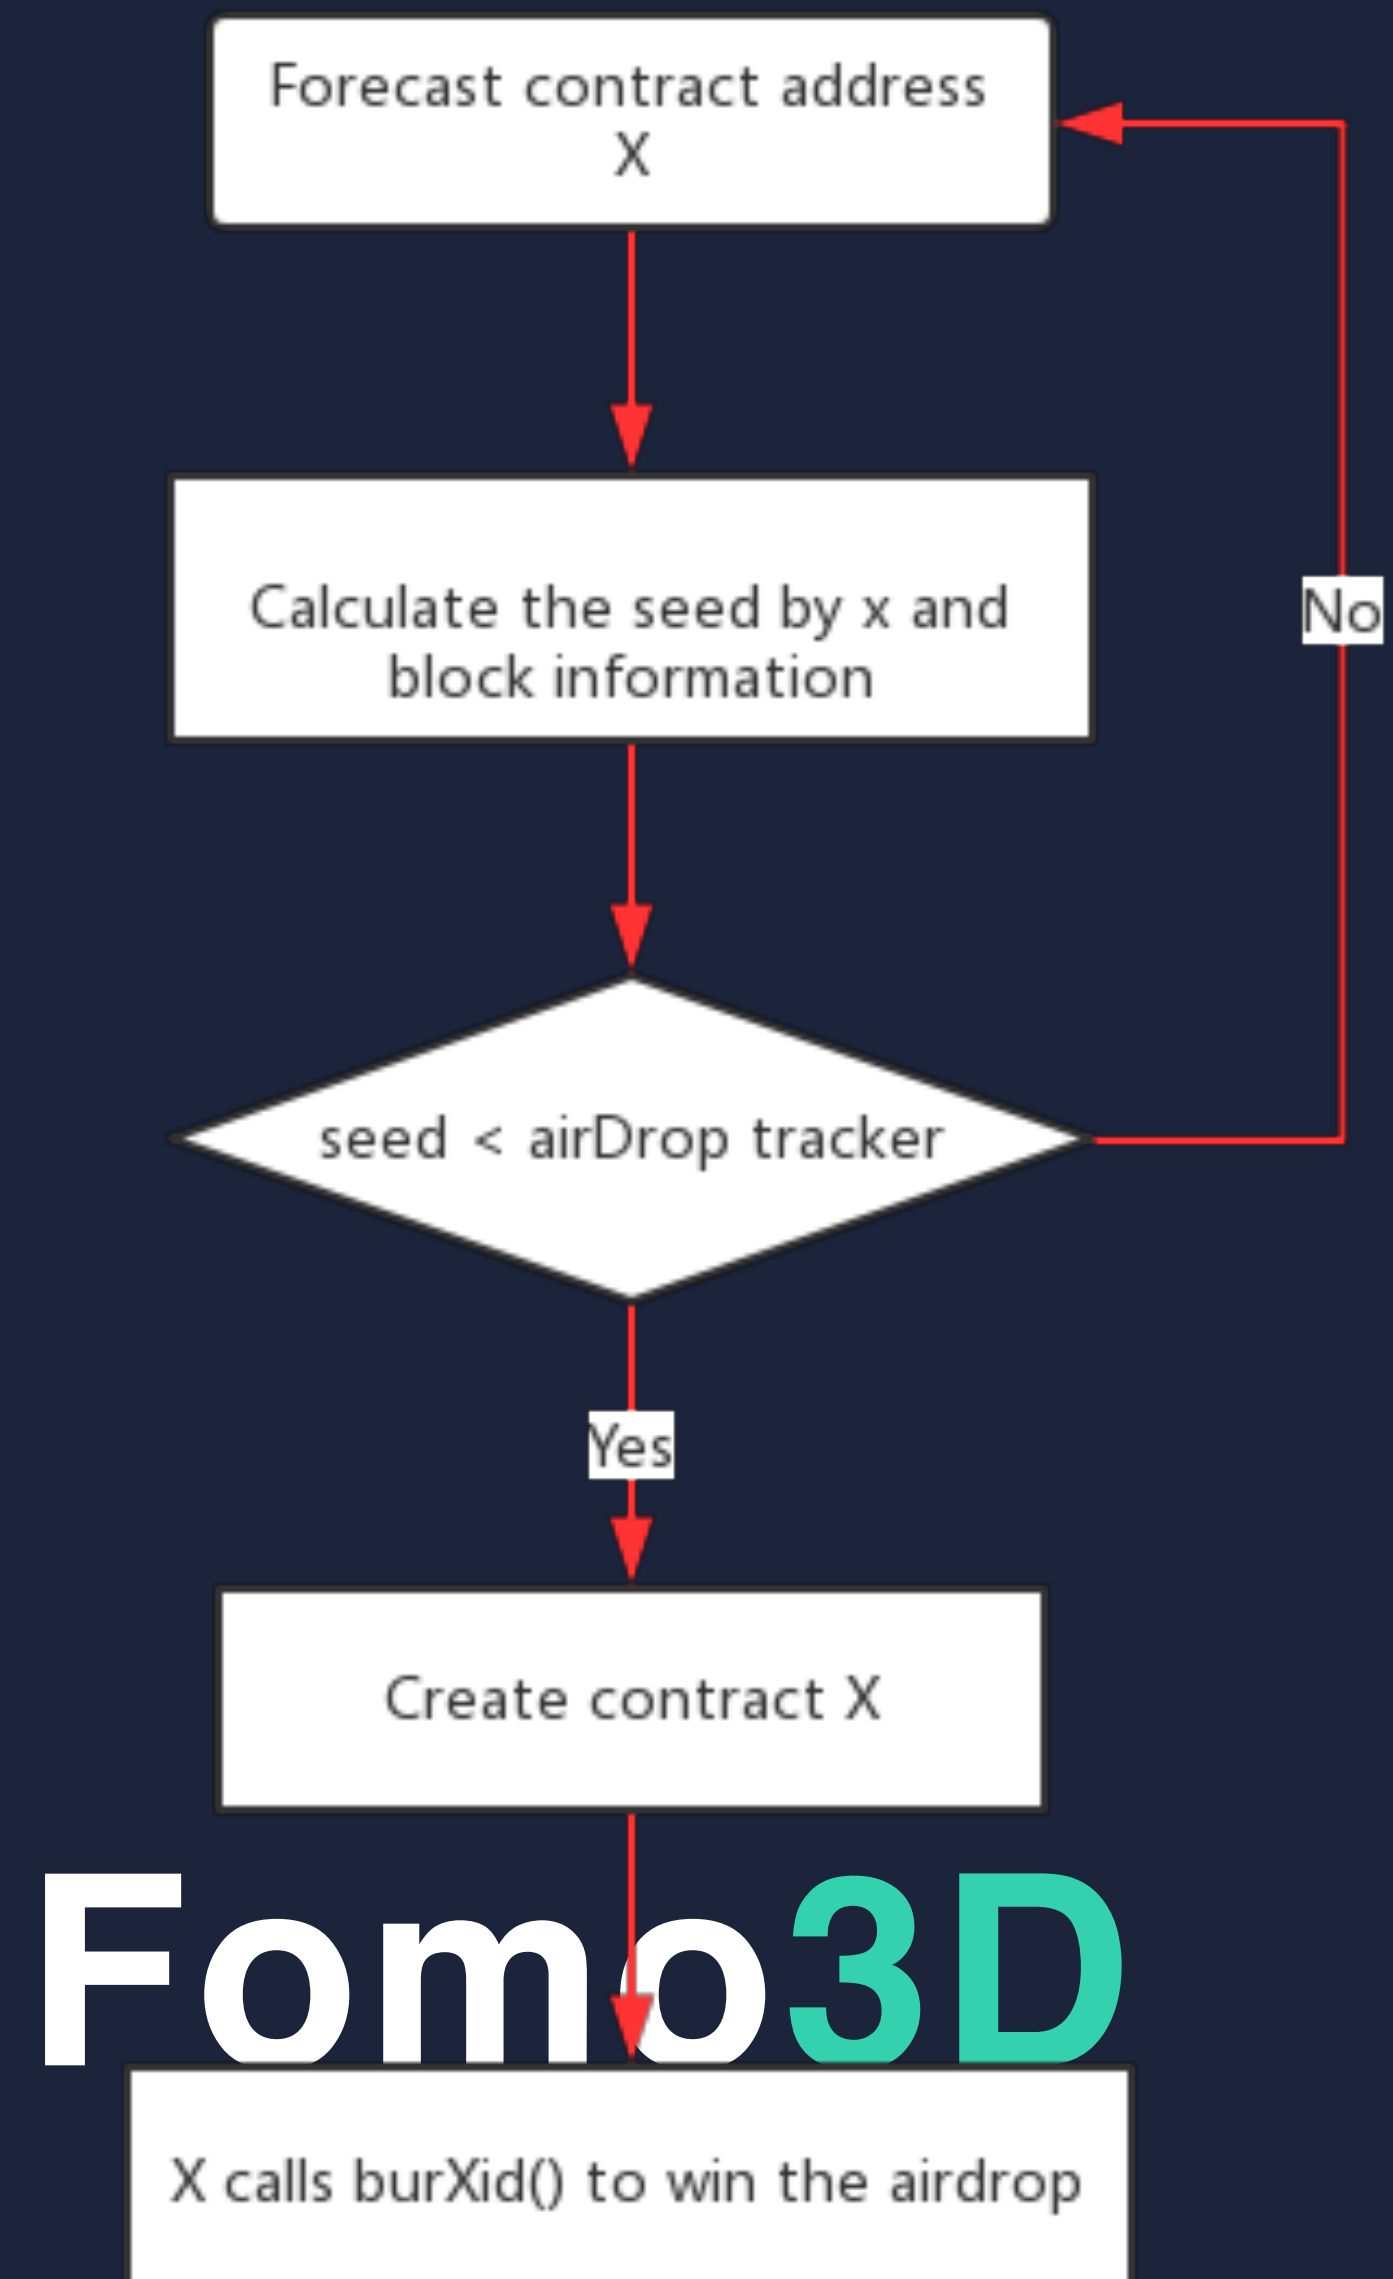 Forecast contract address
X
Calculate the seed by x and
block information
No
seed < airDrop tracker
Yes
Create contract X
Fomo3D
X calls burXid() to win the airdrop